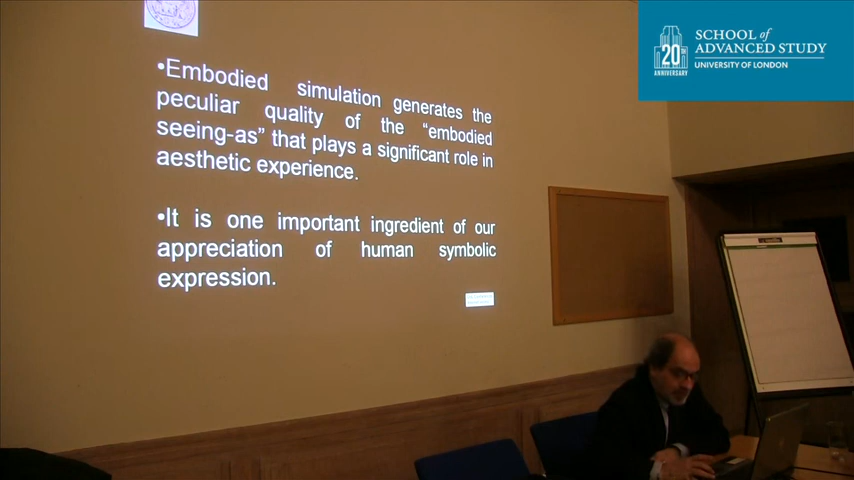 •Embodied simulation generates the
peculiar quality of the “embodied
seeing-as” that plays a significant role in
aesthetic experience.
•It is one important ingredient of our
appreciation of human symbolic
expression.
SCHOOL of
ADVANCED STUDY
UNIVERSITY OF LONDON
20TH
ANNIVERSARY